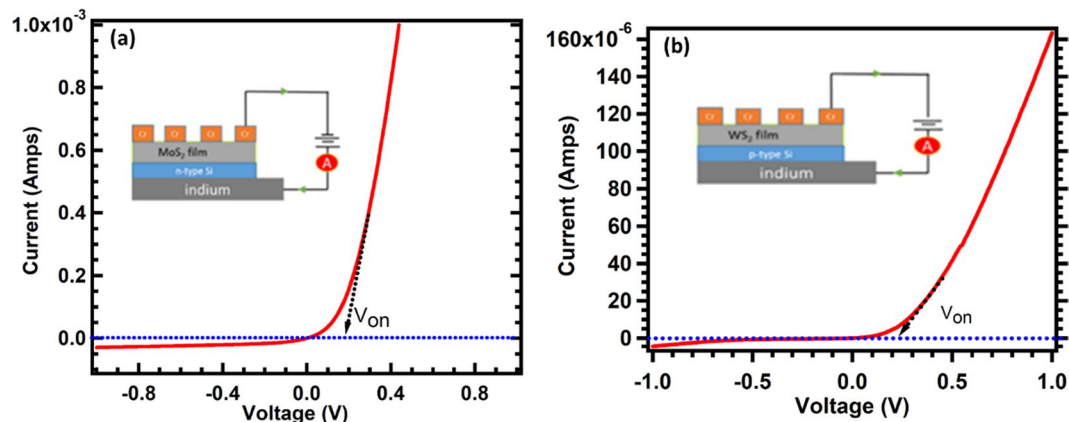 (a)
1.0x10-3
0.8
0.6
0.4
0.2
0.0
Current (Amps)
-0.8 -0.4 0.0 0.4 0.8
Voltage (V)
Cr Cr Cr Cr
MoS2 film
n-type Si
indium
A
Von
(b)
160x10-6
140
120
100
80
60
40
20
0
Current (Amps)
-1.0 -0.5 0.0 0.5 1.0
Voltage (V)
Cr Cr Cr Cr
WS2 film
p-type Si
indium
A
Von